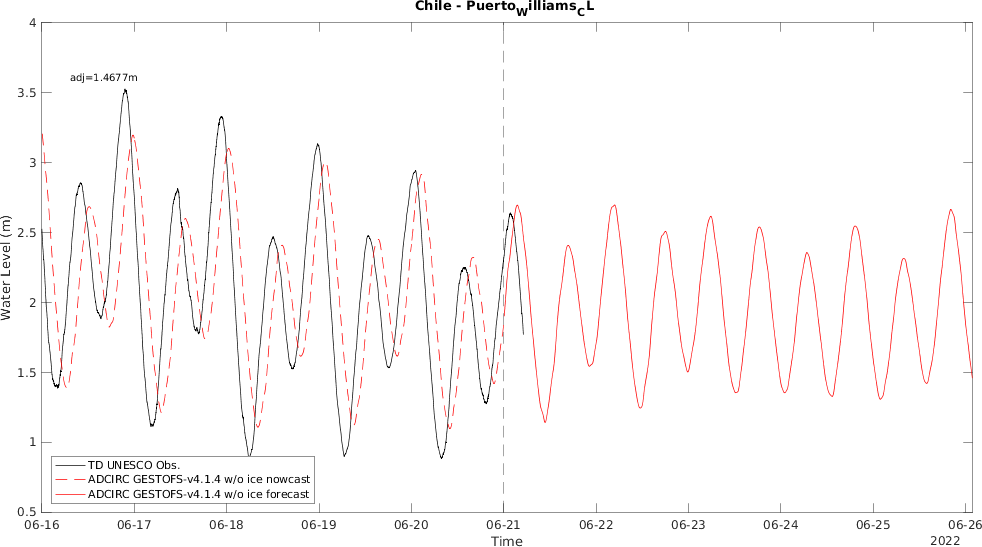 Chile - PuertoWilliamsCL
adj=1.4677m
4
3.5
3
2.5
2
1.5
1
0.5
Water Level (m)
TD UNESCO Obs.
ADCIRC GESTOFS-v4.1.4 w/o ice nowcast
ADCIRC GESTOFS-v4.1.4 w/o ice forecast
06-16 06-17 06-18 06-19 06-20 06-21 06-22 06-23 06-24 06-25 06-26
Time
2022